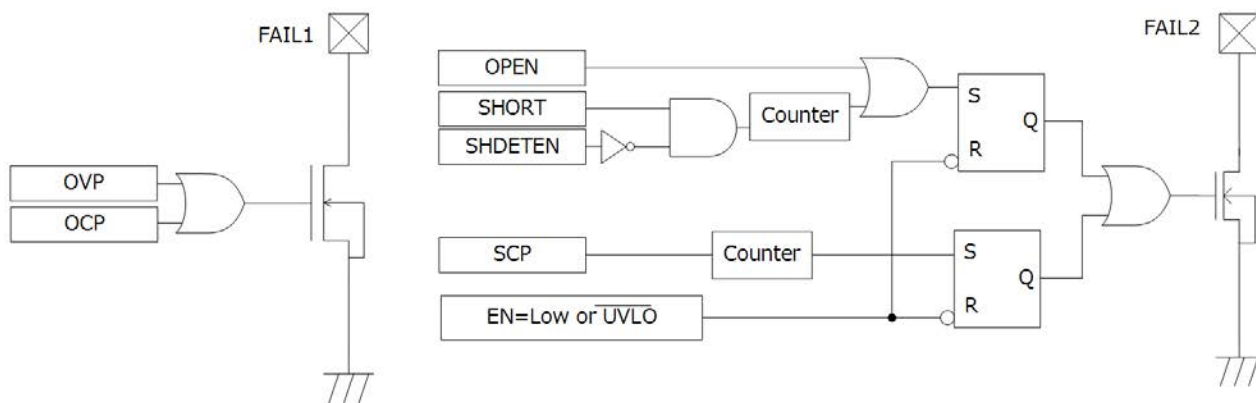 FAIL1
OVP
OCP
OPEN
SHORT
SHDETEN
Counter
S
R
Q
FAIL2
SCP
Counter
S
R
Q
EN=Low or UVLO